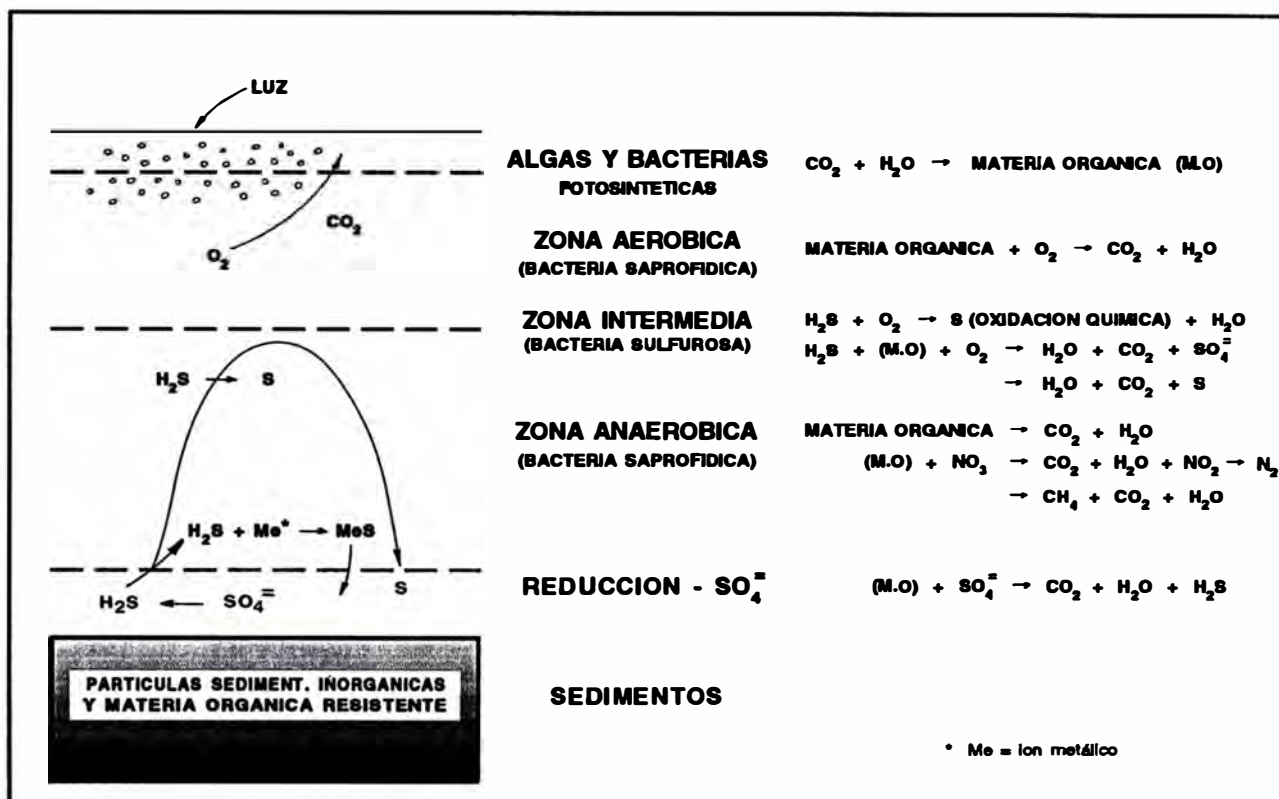 LUZ
CO₂
O₂
H₂S → S
H₂S + Me* → MeS
H₂S ← SO₄⁼
S
PARTICULAS SEDIMENT. INORGANICAS
Y MATERIA ORGANICA RESISTENTE
ALGAS Y BACTERIAS
FOTOSINTETICAS
CO₂ + H₂O → MATERIA ORGANICA (M.O)
ZONA AEROBICA
(BACTERIA SAPROFIDICA)
MATERIA ORGANICA + O₂ → CO₂ + H₂O
ZONA INTERMEDIA
(BACTERIA SULFUROSA)
H₂S + O₂ → S (OXIDACION QUIMICA) + H₂O
H₂S + (M.O) + O₂ → H₂O + CO₂ + SO₄⁼
→ H₂O + CO₂ + S
ZONA ANAEROBICA
(BACTERIA SAPROFIDICA)
MATERIA ORGANICA → CO₂ + H₂O
(M.O) + NO₃ → CO₂ + H₂O + NO₂ → N₂
→ CH₄ + CO₂ + H₂O
REDUCCION - SO₄⁼
(M.O) + SO₄⁼ → CO₂ + H₂O + H₂S
SEDIMENTOS
* Me = ion metálico